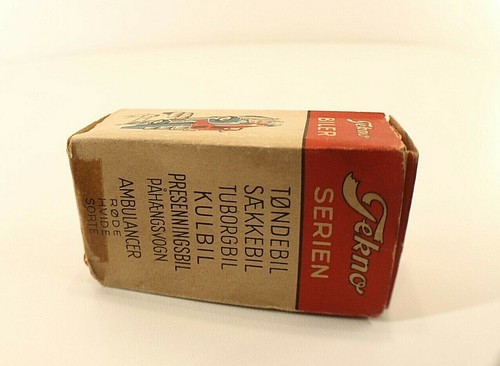 Tekno
BILER
Tekno
SERIEN
TØNDEBIL
SÆKKEBIL
TUBORGBIL
KULBIL
PRESENNINGSBIL
PÅHÆNGSVOGN
AMBULANCER
RØDE
HVIDE
SORTE